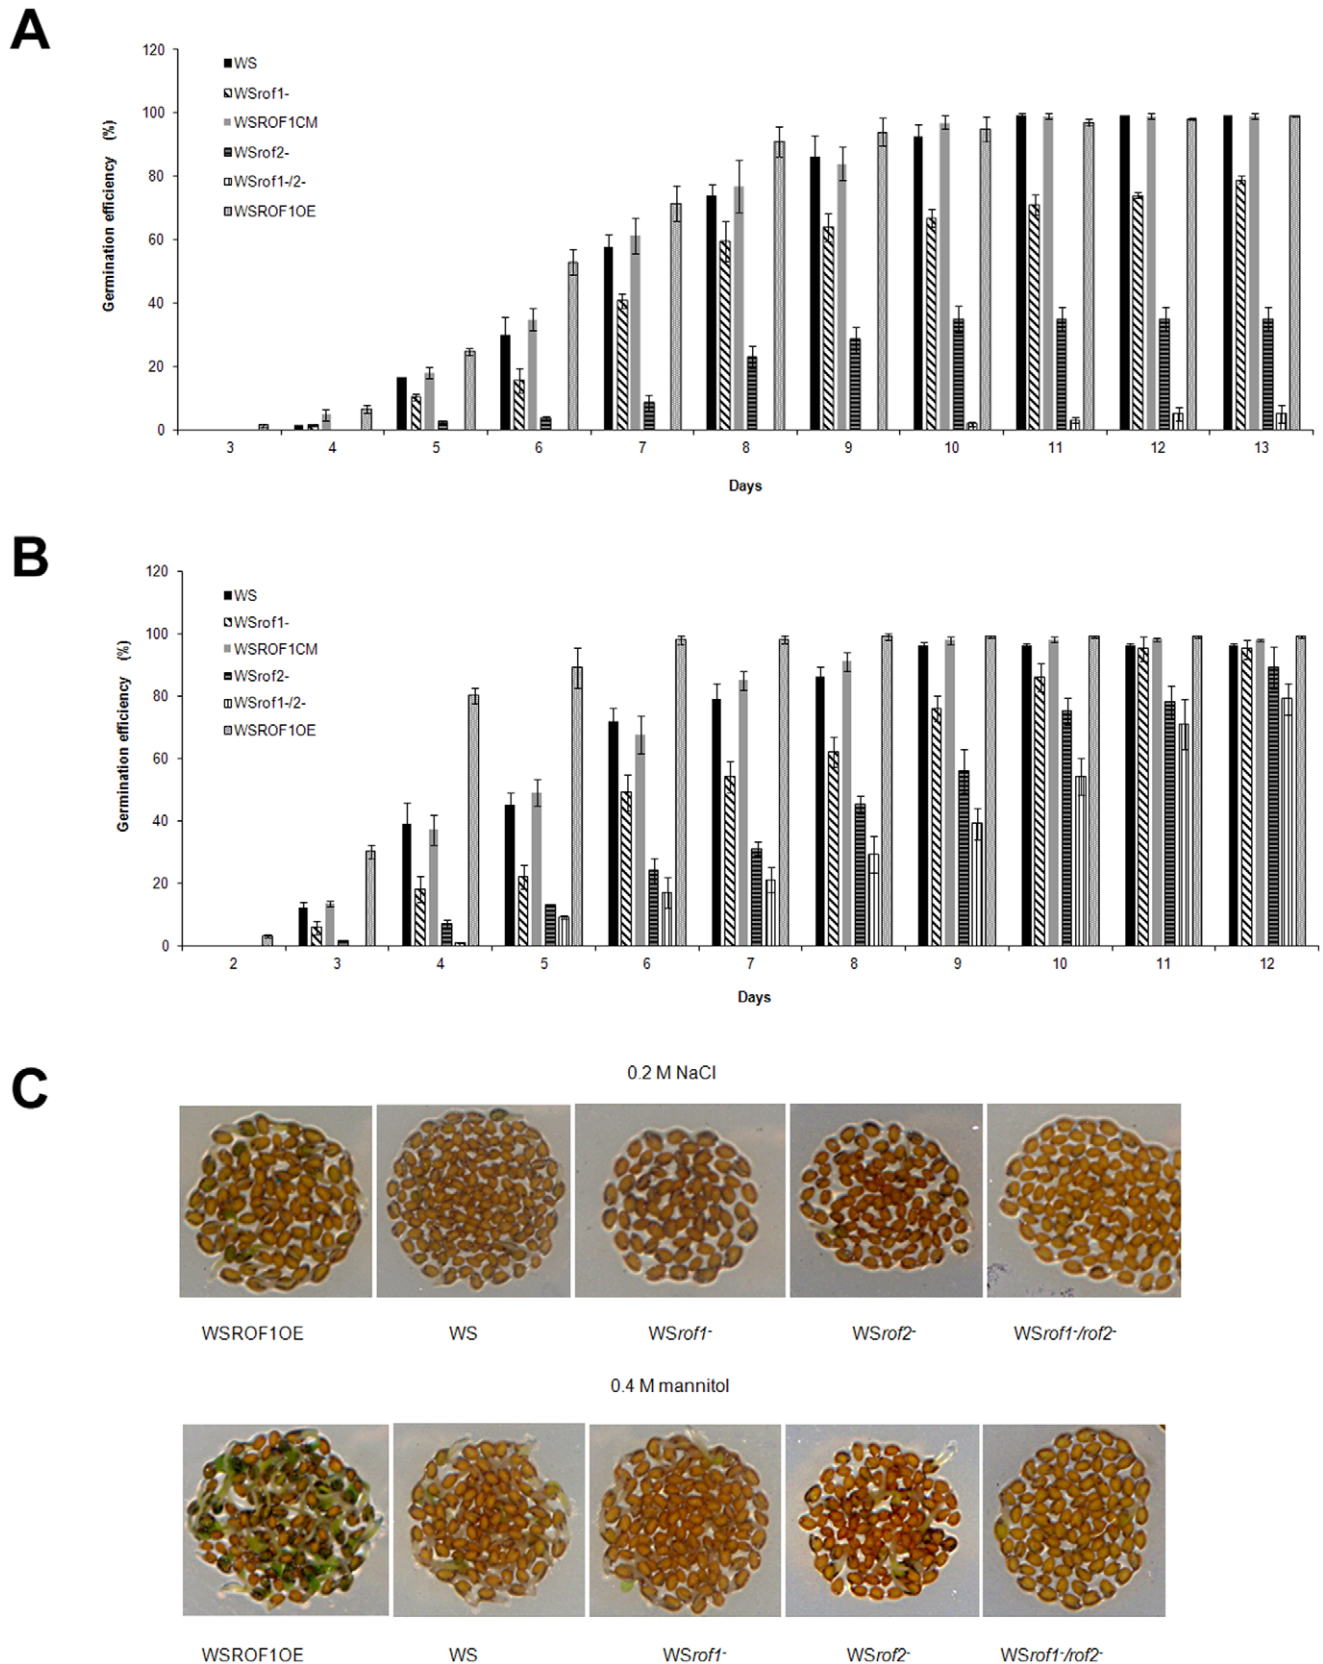 A
120
100
80
60
40
20
0
Germination efficiency (%)
WS
WSrof1-
WSROF1CM
WSrof2-
WSrof1-/2-
WSROF1OE
3 4 5 6 7 8 9 10 11 12 13
Days
B
120
100
80
60
40
20
0
Germination efficiency (%)
WS
WSrof1-
WSROF1CM
WSrof2-
WSrof1-/2-
WSROF1OE
2 3 4 5 6 7 8 9 10 11 12
Days
C
0.2 M NaCl
WSROF1OE WS WSrof1- WSrof2- WSrof1-/rof2-
0.4 M mannitol
WSROF1OE WS WSrof1- WSrof2- WSrof1-/rof2-